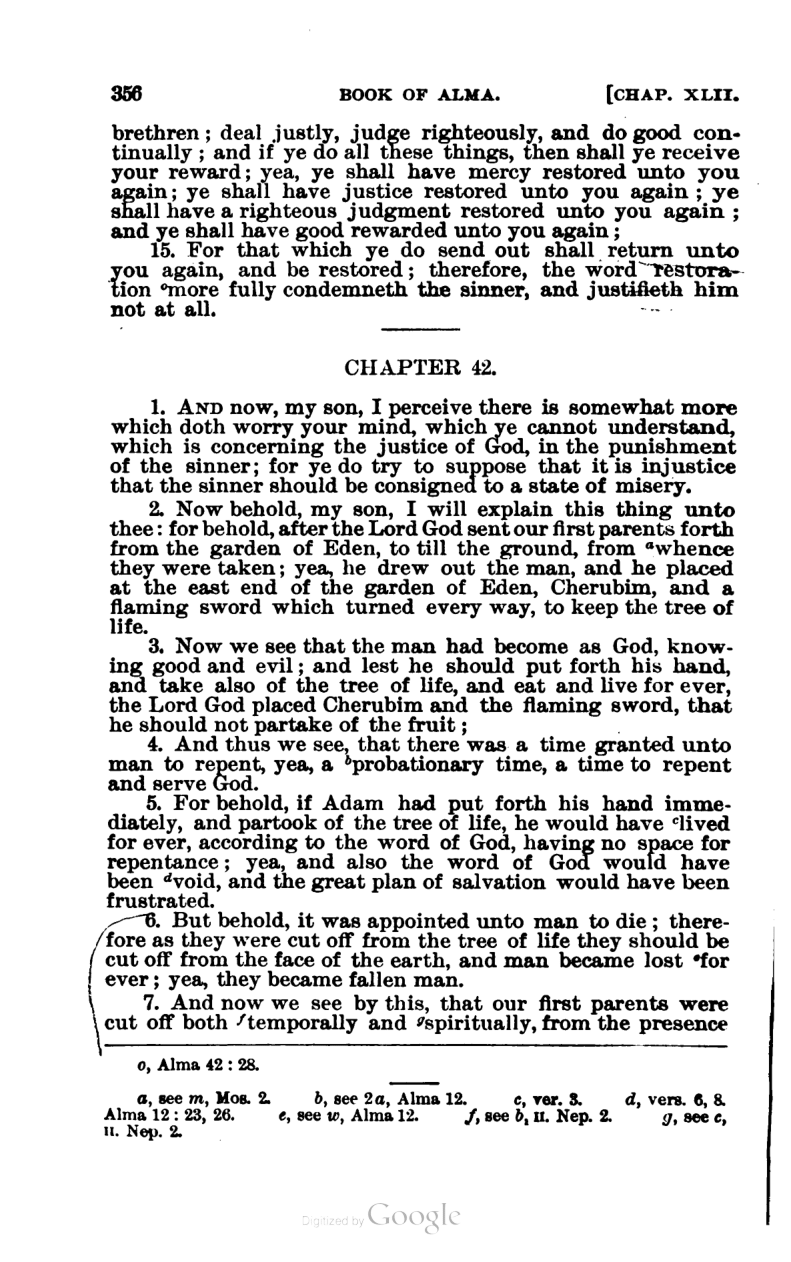 356 BOOK OF ALMA. [CHAP. XLII.
brethren ; deal justly, judge righteously, and do good con-
tinually ; and if ye do all these things, then shall ye receive
your reward ; yea, ye shall have mercy restored unto you
again ; ye shall have justice restored unto you again ; ye
shall have a righteous judgment restored unto you again ;
and ye shall have good rewarded unto you again ;
15. For that which ye do send out shall return unto
you again, and be restored ; therefore, the word restora-
tion ᵒmore fully condemneth the sinner, and justifieth him
not at all.
CHAPTER 42.
1. AND now, my son, I perceive there is somewhat more
which doth worry your mind, which ye cannot understand,
which is concerning the justice of God, in the punishment
of the sinner ; for ye do try to suppose that it is injustice
that the sinner should be consigned to a state of misery.
2. Now behold, my son, I will explain this thing unto
thee : for behold, after the Lord God sent our first parents forth
from the garden of Eden, to till the ground, from ᵃwhence
they were taken ; yea, he drew out the man, and he placed
at the east end of the garden of Eden, Cherubim, and a
flaming sword which turned every way, to keep the tree of
life.
3. Now we see that the man had become as God, know-
ing good and evil ; and lest he should put forth his hand,
and take also of the tree of life, and eat and live for ever,
the Lord God placed Cherubim and the flaming sword, that
he should not partake of the fruit ;
4. And thus we see, that there was a time granted unto
man to repent, yea, a ᵇprobationary time, a time to repent
and serve God.
5. For behold, if Adam had put forth his hand imme-
diately, and partook of the tree of life, he would have ᶜlived
for ever, according to the word of God, having no space for
repentance ; yea, and also the word of God would have
been ᵈvoid, and the great plan of salvation would have been
frustrated.
6. But behold, it was appointed unto man to die ; there-
fore as they were cut off from the tree of life they should be
cut off from the face of the earth, and man became lost ᵉfor
ever ; yea, they became fallen man.
7. And now we see by this, that our first parents were
cut off both ᶠtemporally and ᵍspiritually, from the presence
o, Alma 42 : 28.
a, see m, Mos. 2. b, see 2a, Alma 12. c, ver. 3. d, vers. 6, 8.
Alma 12 : 23, 26. e, see w, Alma 12. f, see b, II. Nep. 2. g, see c,
II. Nep. 2.
Digitized by Google